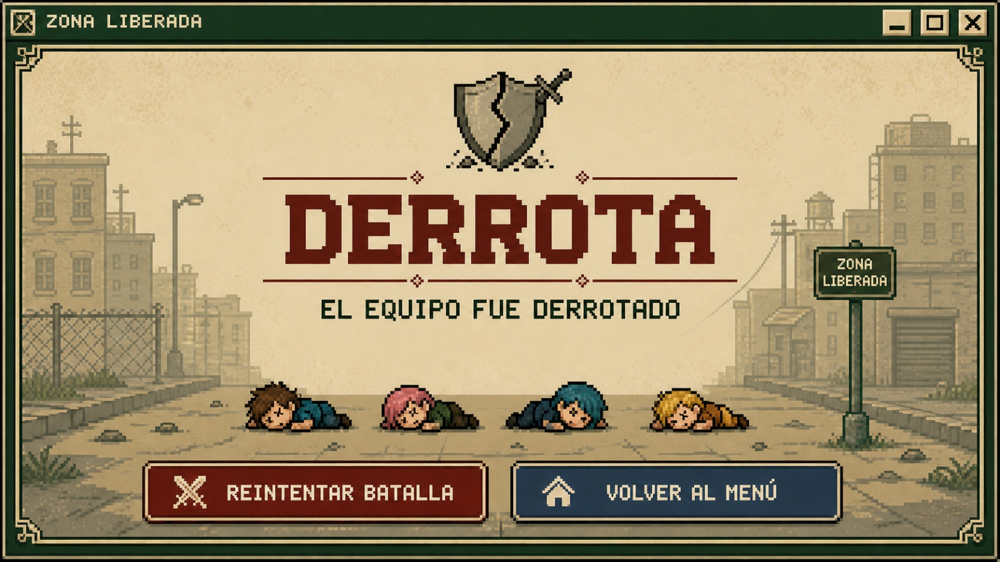 ZONA LIBERADA
DERROTA
EL EQUIPO FUE DERROTADO
ZONA
LIBERADA
REINTENTAR BATALLA
VOLVER AL MENÚ